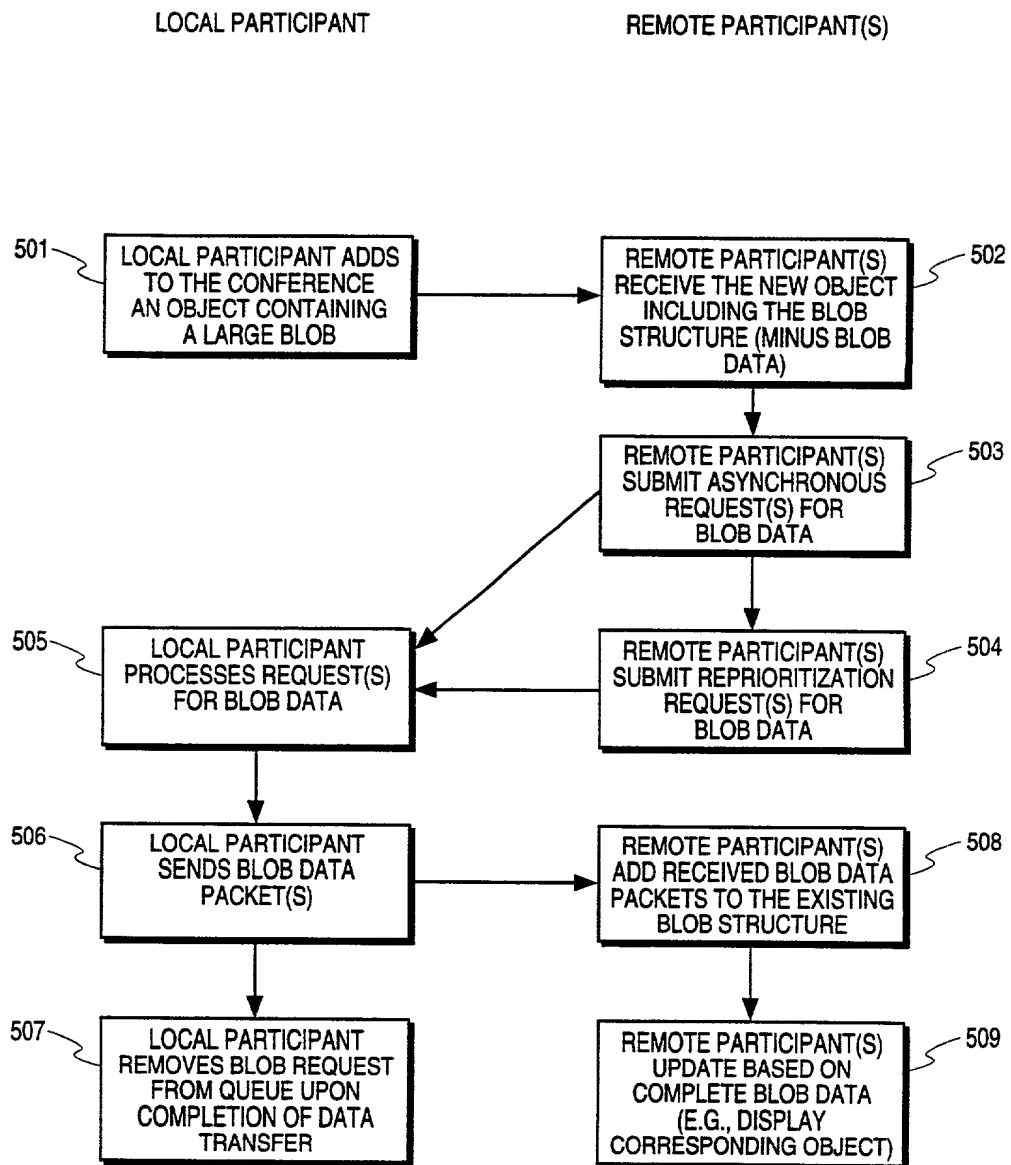 LOCAL PARTICIPANT
REMOTE PARTICIPANT(S)
501
LOCAL PARTICIPANT ADDS
TO THE CONFERENCE
AN OBJECT CONTAINING
A LARGE BLOB
REMOTE PARTICIPANT(S)
RECEIVE THE NEW OBJECT
INCLUDING THE BLOB
STRUCTURE (MINUS BLOB
DATA)
502
REMOTE PARTICIPANT(S)
SUBMIT ASYNCHRONOUS
REQUEST(S) FOR
BLOB DATA
503
505
LOCAL PARTICIPANT
PROCESSES REQUEST(S)
FOR BLOB DATA
REMOTE PARTICIPANT(S)
SUBMIT REPRIORITIZATION
REQUEST(S) FOR
BLOB DATA
504
506
LOCAL PARTICIPANT
SENDS BLOB DATA
PACKET(S)
REMOTE PARTICIPANT(S)
ADD RECEIVED BLOB DATA
PACKETS TO THE EXISTING
BLOB STRUCTURE
508
507
LOCAL PARTICIPANT
REMOVES BLOB REQUEST
FROM QUEUE UPON
COMPLETION OF DATA
TRANSFER
REMOTE PARTICIPANT(S)
UPDATE BASED ON
COMPLETE BLOB DATA
(E.G., DISPLAY
CORRESPONDING OBJECT)
509